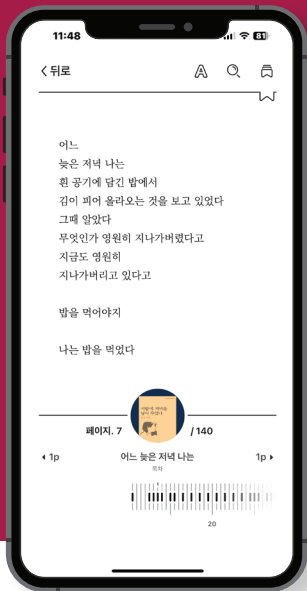 11:48
81
뒤로
어느
늦은 저녁 나는
흰 공기에 담긴 밥에서
김이 피어 올라오는 것을 보고 있었다
그때 알았다
무엇인가 영원히 지나가버렸다고
지금도 영원히
지나가버리고 있다고
밥을 먹어야지
나는 밥을 먹었다
페이지. 7 / 140
1p 어느 늦은 저녁 나는 1p
목차
20